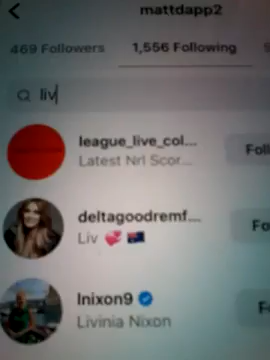 mattdapp2
469 Followers
1,556 Following
liv
league_live_col...
Latest Nrl Scor...
Foll
deltagoodremf...
Liv 💞 🇦🇺
Fo
lnixon9
Livinia Nixon